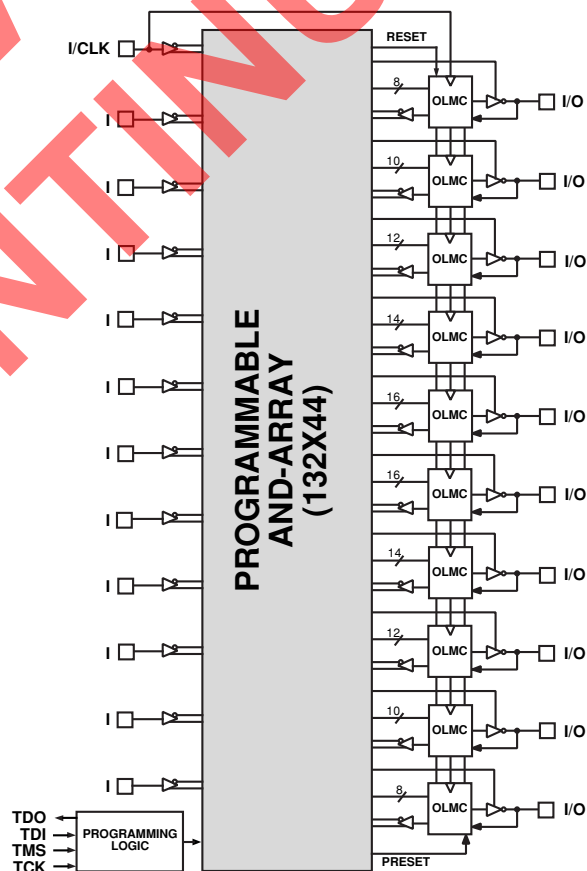 RESET
I/CLK
8
OLMC
I/O
I
10
OLMC
I/O
I
12
OLMC
I/O
I
14
OLMC
I/O
I
16
OLMC
I/O
I
PROGRAMMABLE
AND-ARRAY
(132X44)
16
OLMC
I/O
I
14
OLMC
I/O
I
12
OLMC
I/O
I
10
OLMC
I/O
I
8
OLMC
I/O
I
I
PRESET
TDO
TDI
TMS
TCK
PROGRAMMING
LOGIC
NTINU